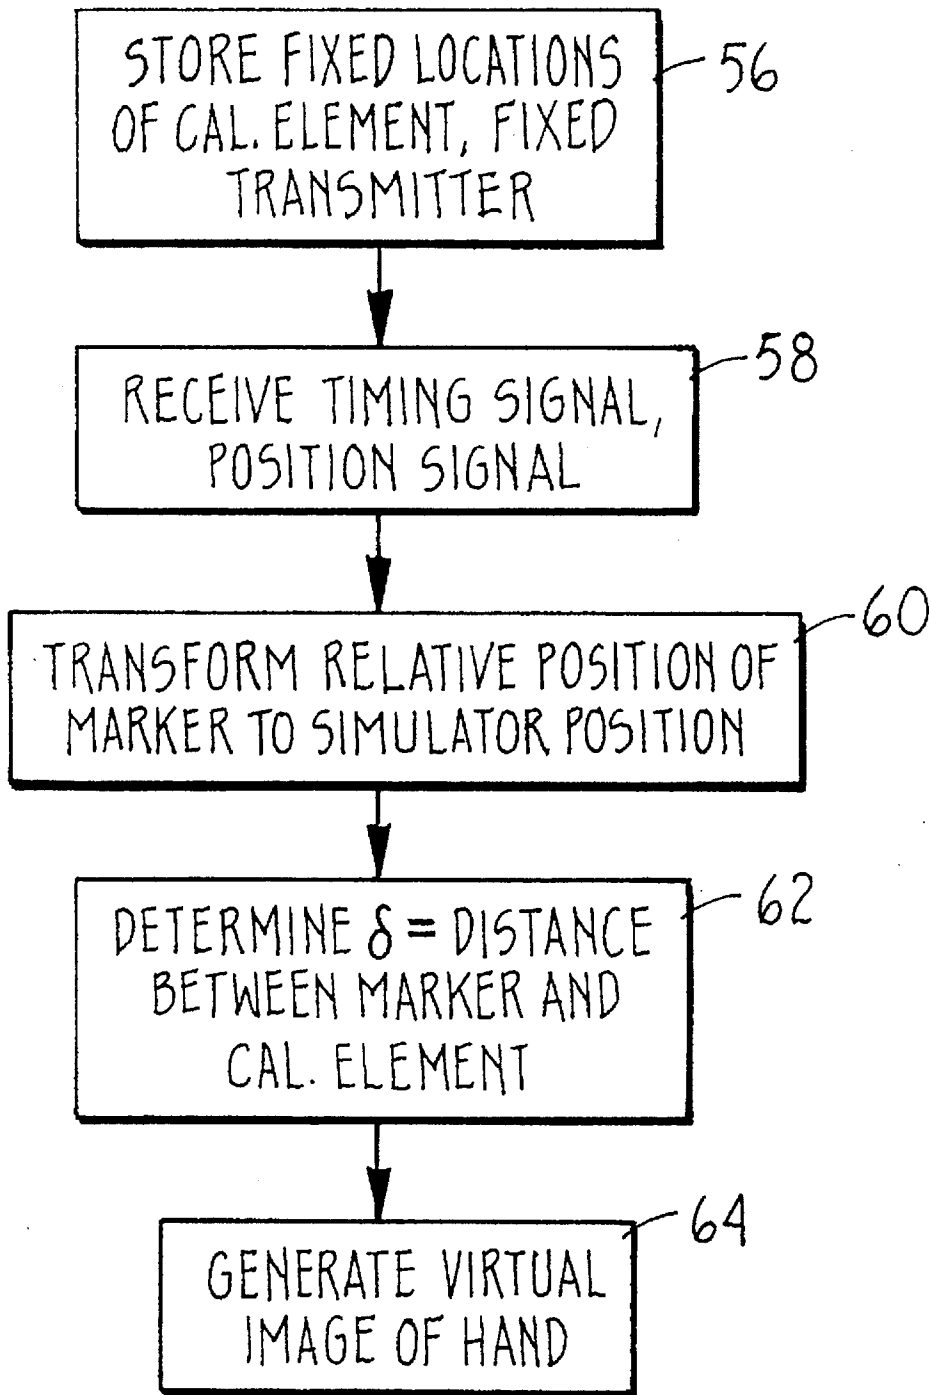 STORE FIXED LOCATIONS
OF CAL. ELEMENT, FIXED
TRANSMITTER
56
RECEIVE TIMING SIGNAL,
POSITION SIGNAL
58
TRANSFORM RELATIVE POSITION OF
MARKER TO SIMULATOR POSITION
60
DETERMINE δ = DISTANCE
BETWEEN MARKER AND
CAL. ELEMENT
62
GENERATE VIRTUAL
IMAGE OF HAND
64